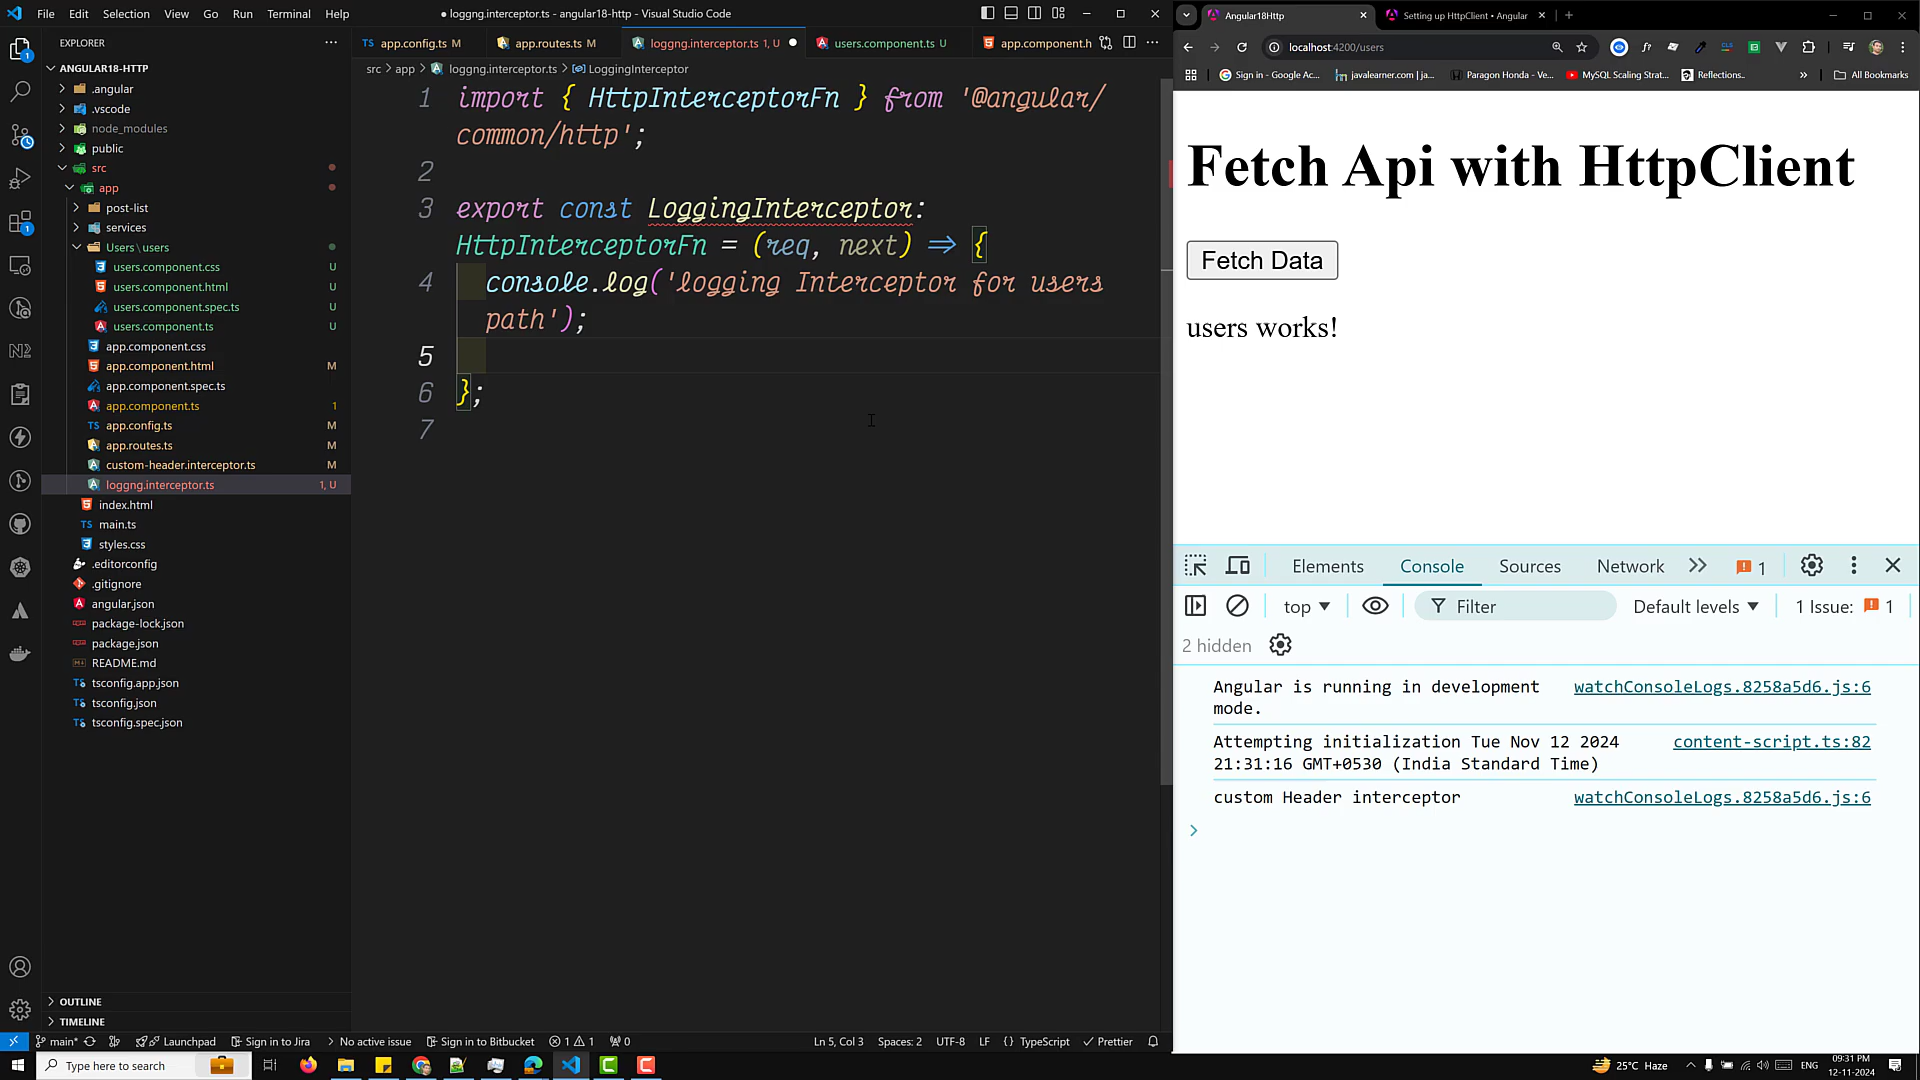 File Edit Selection View Go Run Terminal Help
● loggng.interceptor.ts - angular18-http - Visual Studio Code
EXPLORER
ANGULAR18-HTTP
.angular
.vscode
node_modules
public
src
app
post-list
services
Users \ users
users.component.css U
users.component.html U
users.component.spec.ts U
users.component.ts U
app.component.css
app.component.html M
app.component.spec.ts
app.component.ts 1
app.config.ts M
app.routes.ts M
custom-header.interceptor.ts M
loggng.interceptor.ts 1, U
index.html
main.ts
styles.css
.editorconfig
.gitignore
angular.json
package-lock.json
package.json
README.md
tsconfig.app.json
tsconfig.json
tsconfig.spec.json
OUTLINE
TIMELINE
app.config.ts M app.routes.ts M loggng.interceptor.ts 1, U users.component.ts U app.component.h
src > app > loggng.interceptor.ts > LoggingInterceptor
1 import { HttpInterceptorFn } from '@angular/
common/http';
2
3 export const LoggingInterceptor:
HttpInterceptorFn = (req, next) => {
4 console.log('logging Interceptor for users
path');
5
6 };
7
main* Launchpad Sign in to Jira No active issue Sign in to Bitbucket 1 1 0 Ln 5, Col 3 Spaces: 2 UTF-8 LF {} TypeScript Prettier
Angular18Http Setting up HttpClient • Angular
localhost:4200/users
Sign in - Google Ac... javalearner.com | ja... Paragon Honda - Ve... MySQL Scaling Strat... Reflections.. » All Bookmarks
Fetch Api with HttpClient
Fetch Data
users works!
Elements Console Sources Network 1
top Filter Default levels 1 Issue: 1
2 hidden
Angular is running in development watchConsoleLogs.8258a5d6.js:6
mode.
Attempting initialization Tue Nov 12 2024 content-script.ts:82
21:31:16 GMT+0530 (India Standard Time)
custom Header interceptor watchConsoleLogs.8258a5d6.js:6
Type here to search
25°C Haze ENG 09:31 PM
12-11-2024